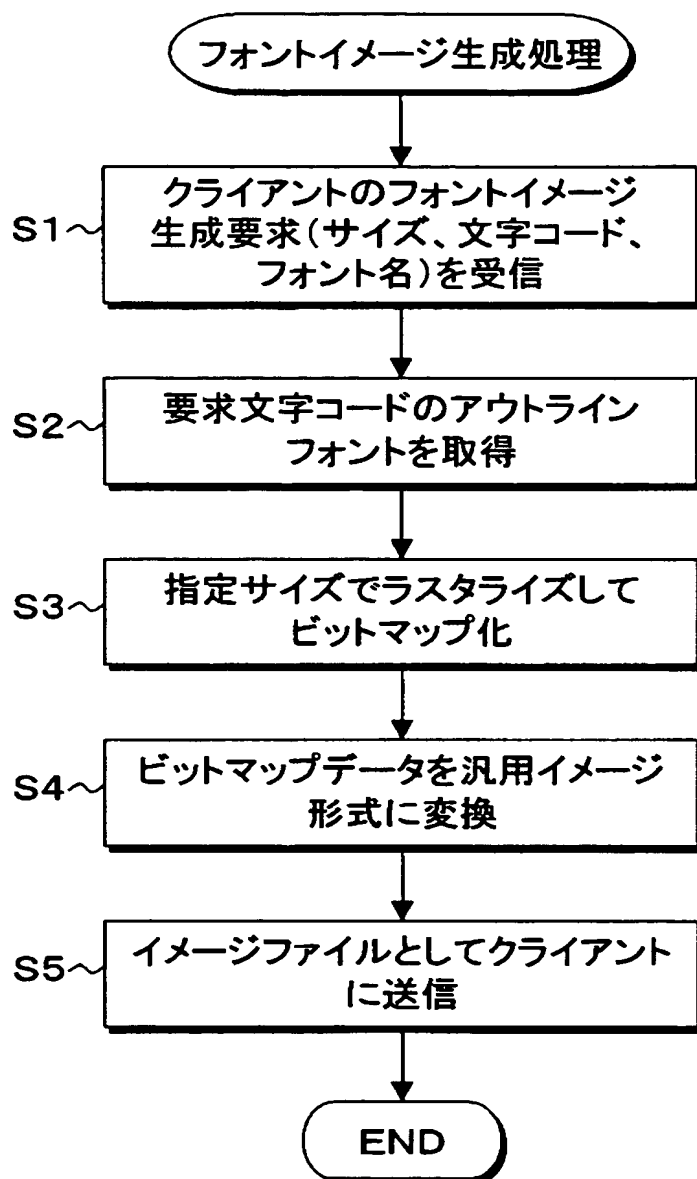 フォントイメージ生成処理
クライアントのフォントイメージ
S1 生成要求(サイズ、文字コード、
フォント名)を受信
要求文字コードのアウトライン
S2
フォントを取得
指定サイズでラスタライズして
S3
ビットマップ化
ビットマップデータを汎用イメージ
S4
形式に変換
イメージファイルとしてクライアント
S5
に送信
END